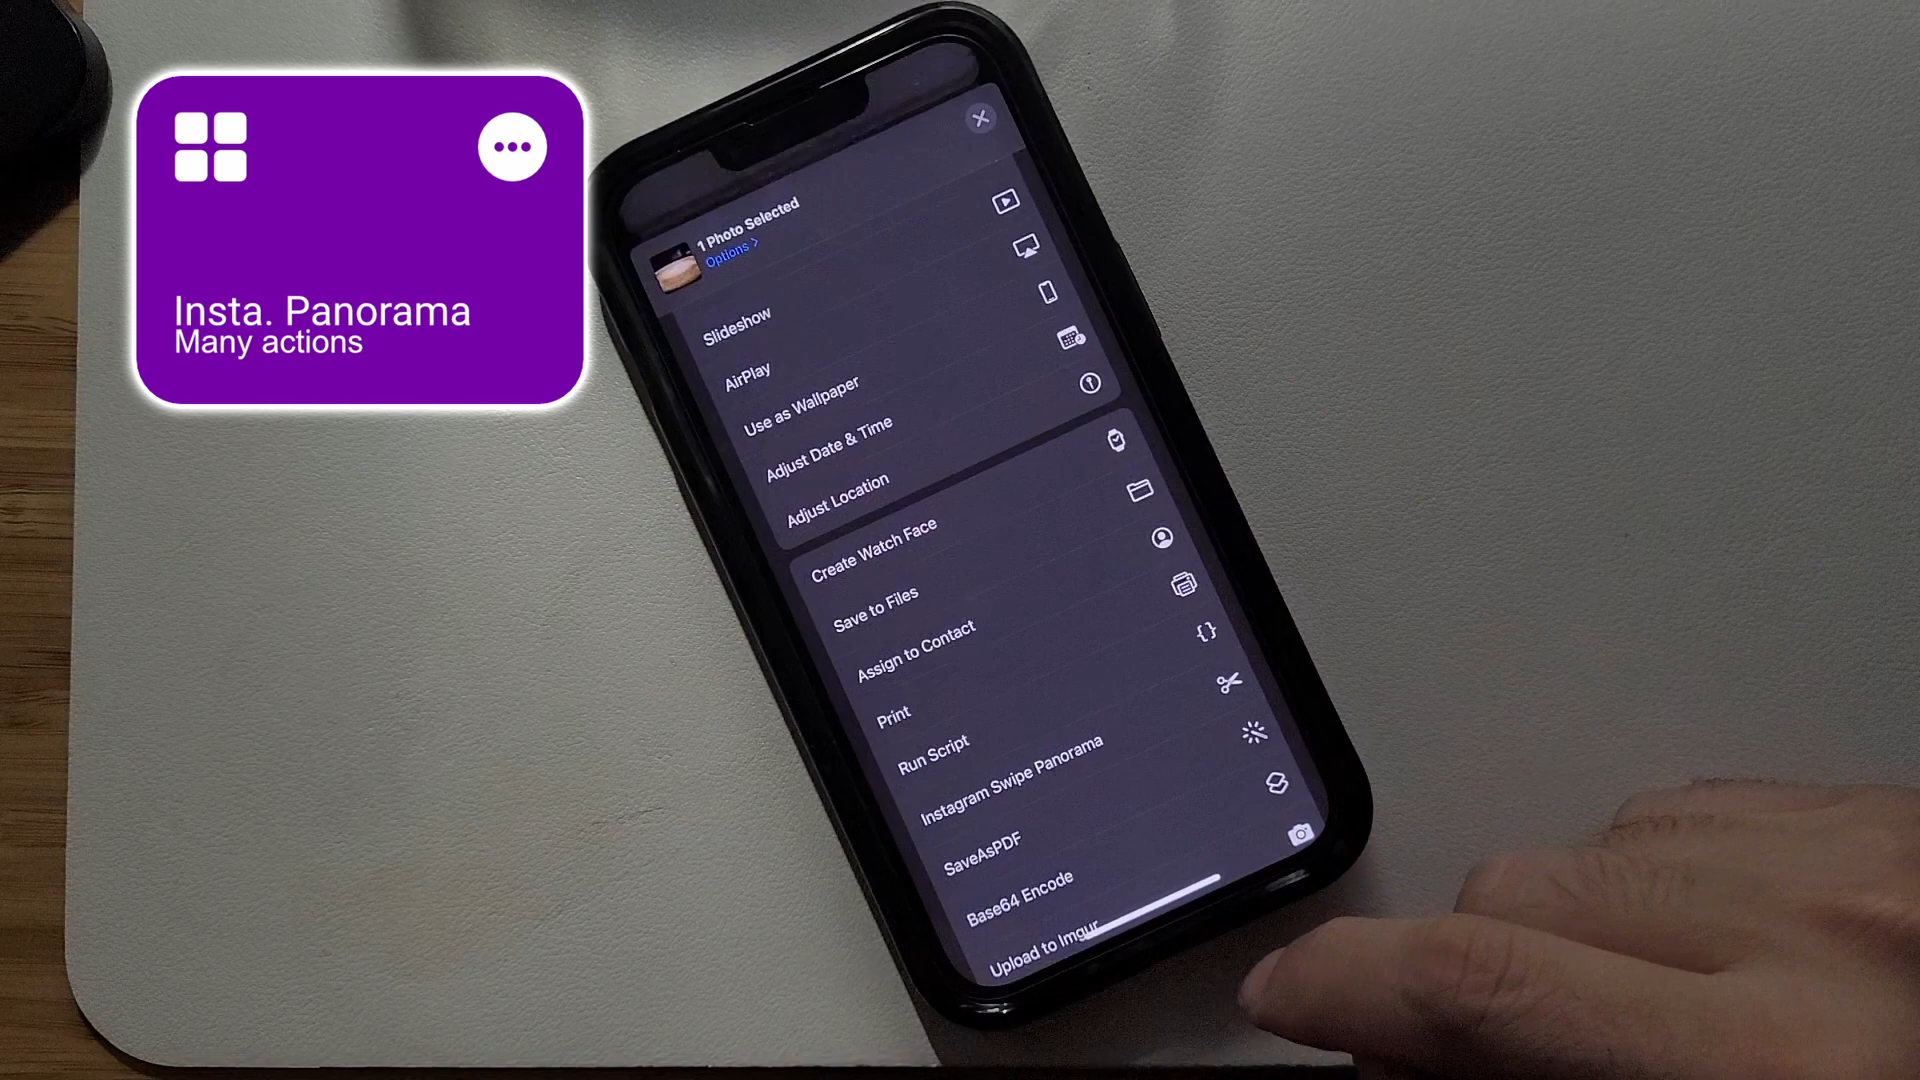 Insta. Panorama
Many actions
1 Photo Selected
Options >
Slideshow
AirPlay
Use as Wallpaper
Adjust Date & Time
Adjust Location
Create Watch Face
Save to Files
Assign to Contact
Print
Run Script
Instagram Swipe Panorama
SaveAsPDF
Base64 Encode
Upload to Imgur